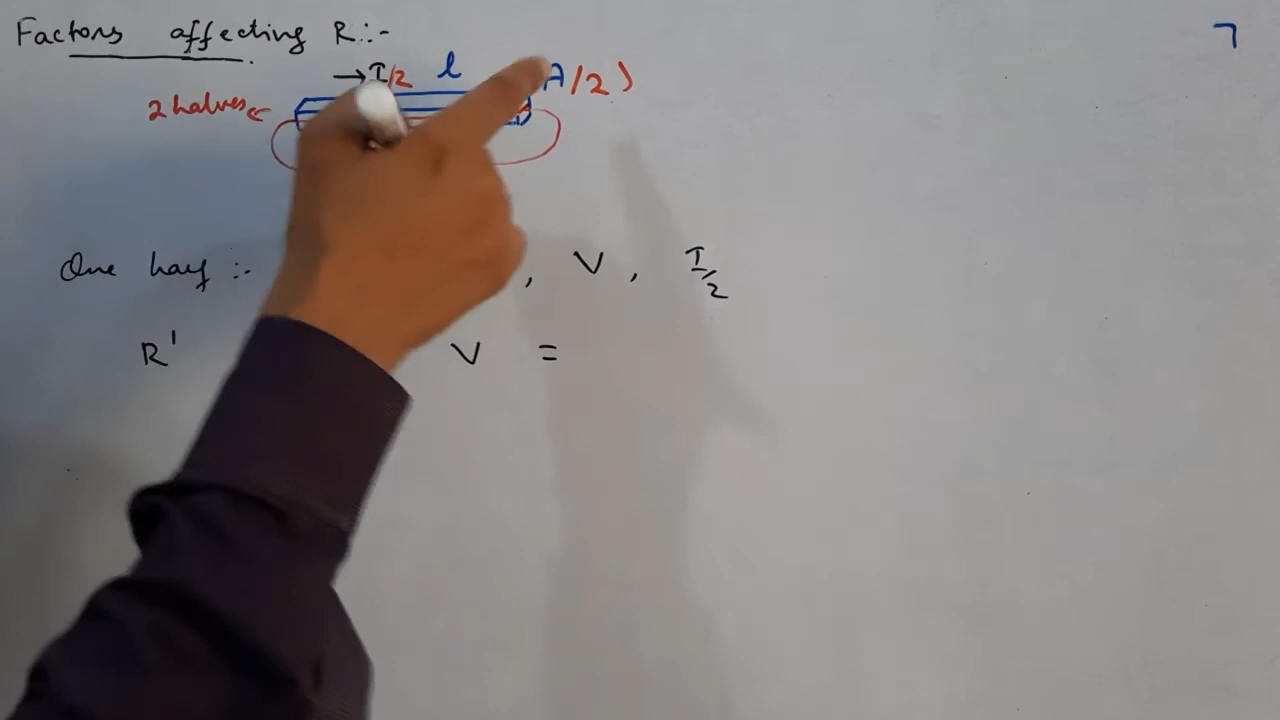 Factors affecting R :-
7
→ I/2 l A/2)
2 halves ←
One half :- , V , I/2
R' V =